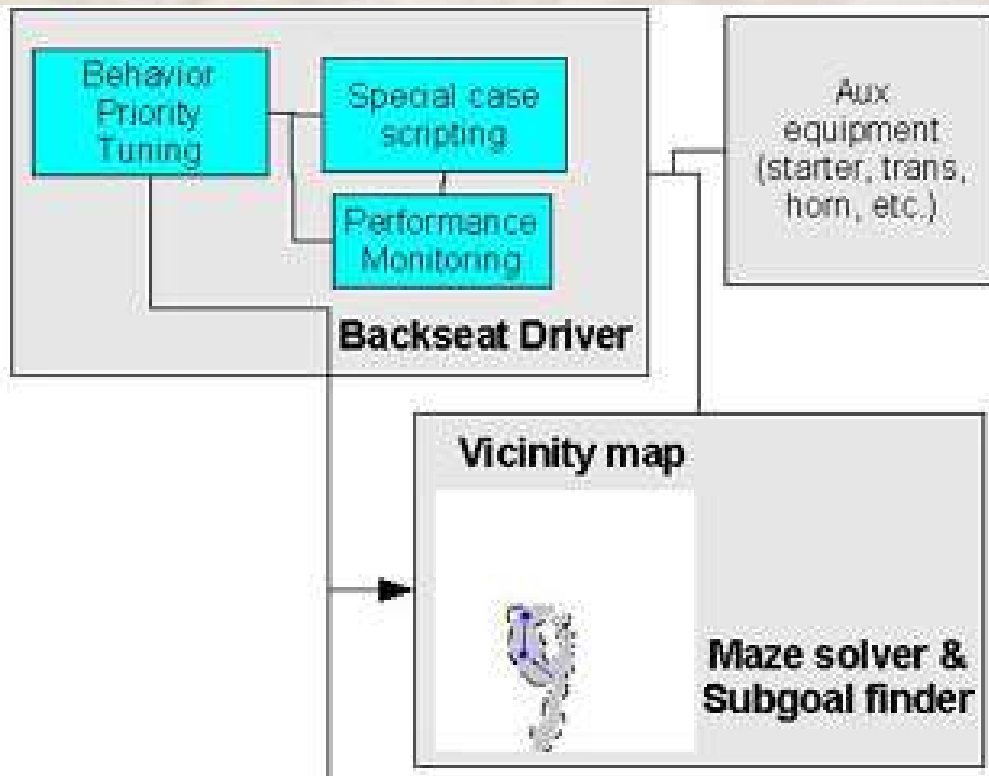 Behavior
Priority
Tuning
Special case
scripting
Performance
Monitoring
Backseat Driver
Aux
equipment
(starter, trans,
horn, etc.)
Vicinity map
Maze solver &
Subgoal finder